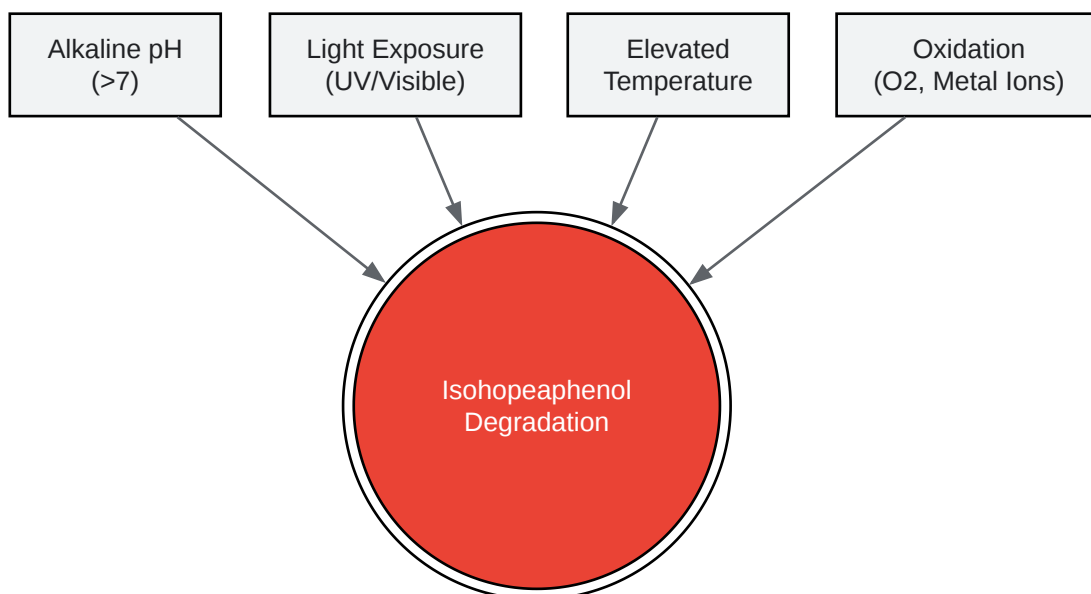 Alkaline pH
(>7)
Light Exposure
(UV/Visible)
Elevated
Temperature
Oxidation
(O2, Metal Ions)
Isohopeaphenol
Degradation